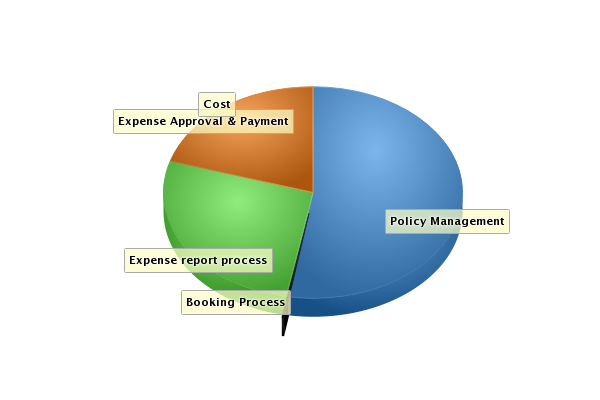 Cost
Expense Approval & Payment
Policy Management
Expense report process
Booking Process